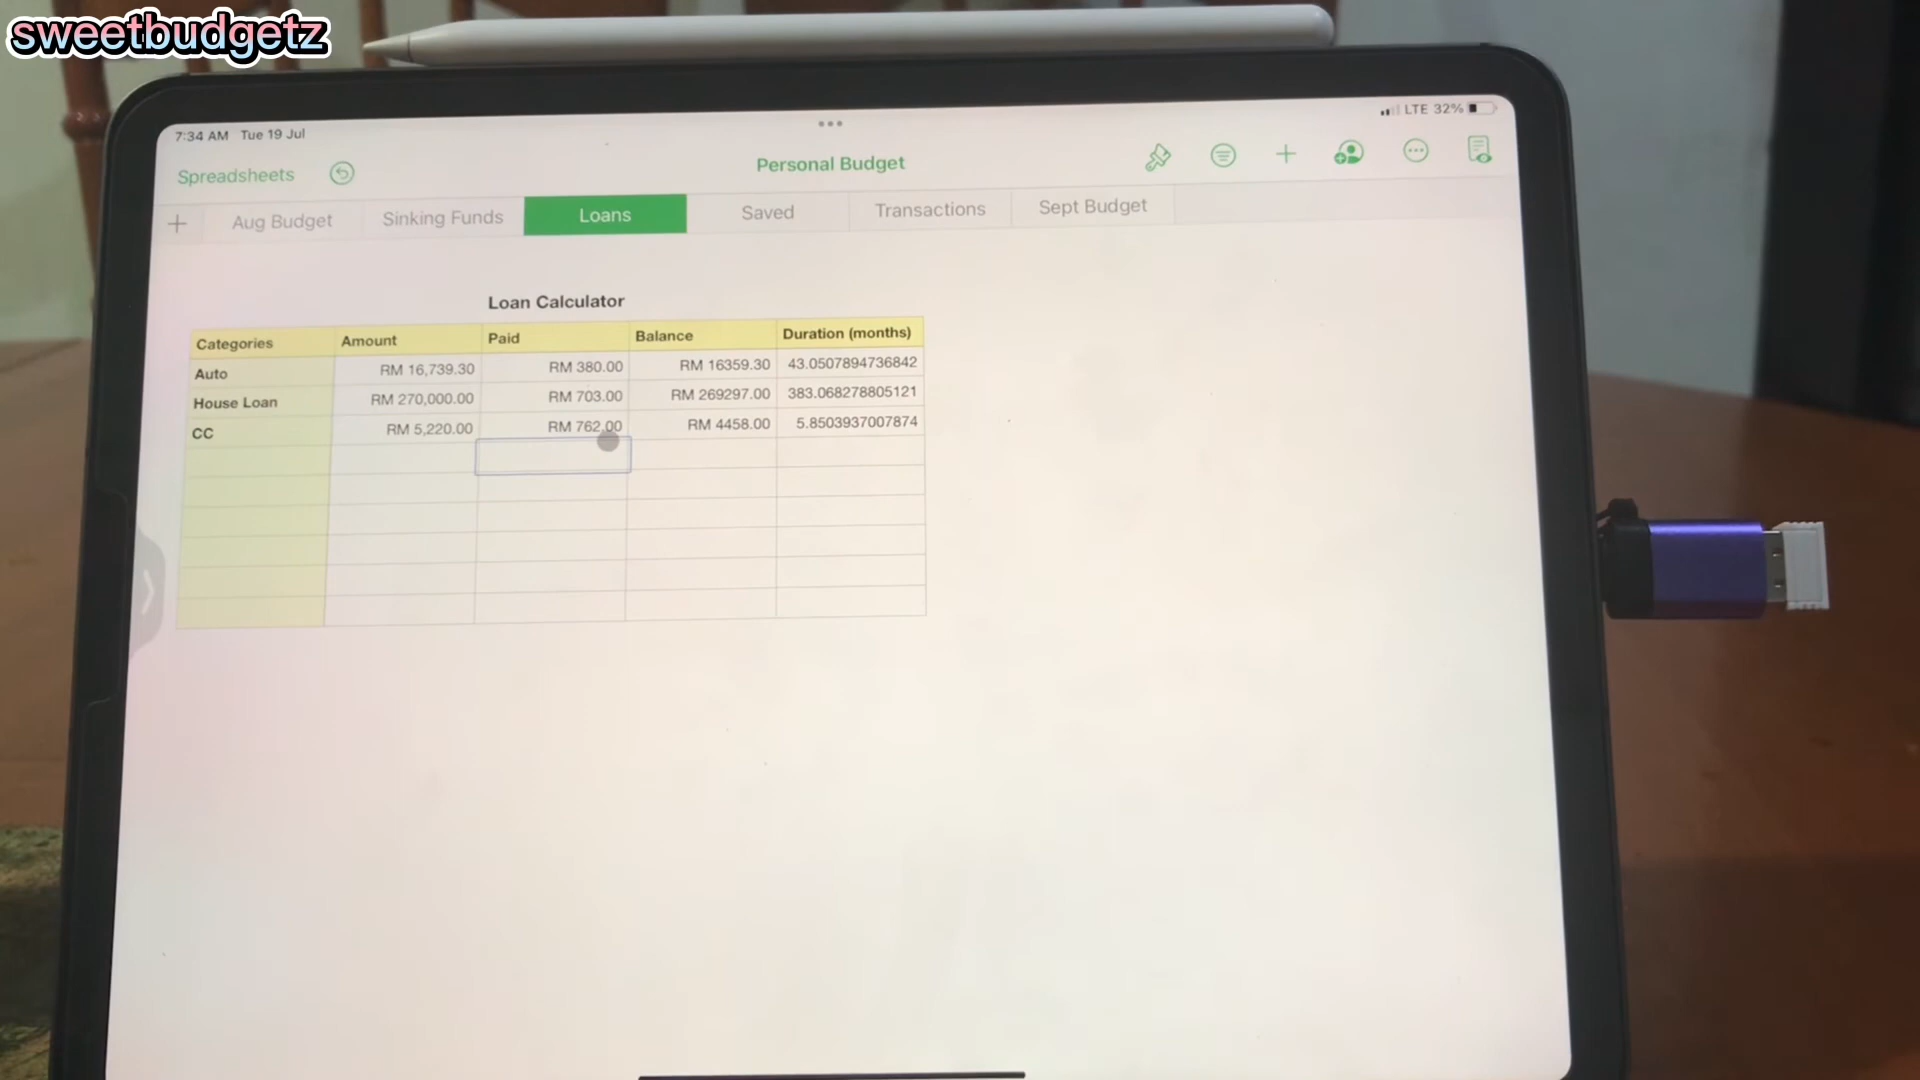 sweetbudgetz
7:34 AM Tue 19 Jul
LTE 32%
Spreadsheets
Personal Budget
Aug Budget Sinking Funds Loans Saved Transactions Sept Budget
Loan Calculator
Categories Amount Paid Balance Duration (months)
Auto RM 16,739.30 RM 380.00 RM 16359.30 43.0507894736842
House Loan RM 270,000.00 RM 703.00 RM 269297.00 383.068278805121
CC RM 5,220.00 RM 762.00 RM 4458.00 5.8503937007874